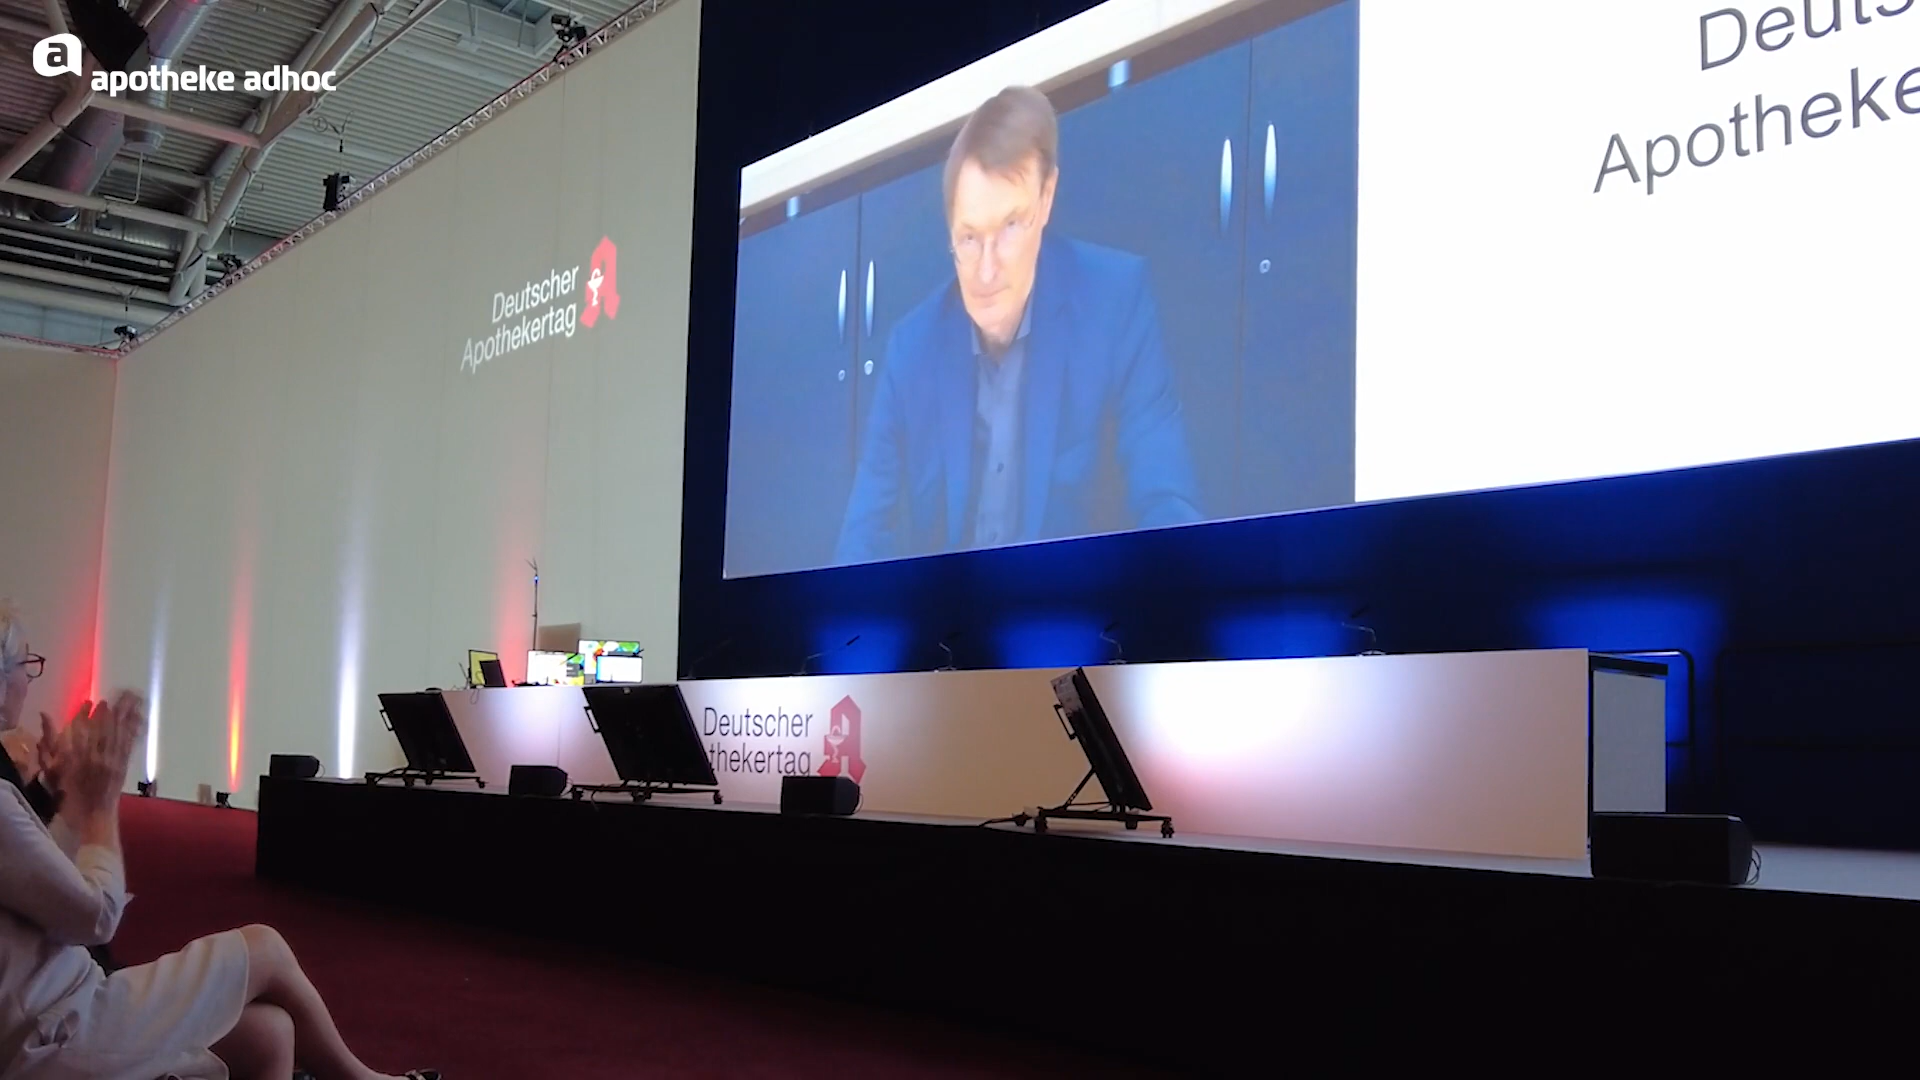 a
apotheke adhoc
Deuts
Apotheke
Deutscher
Apothekertag
Deutscher
thekertag